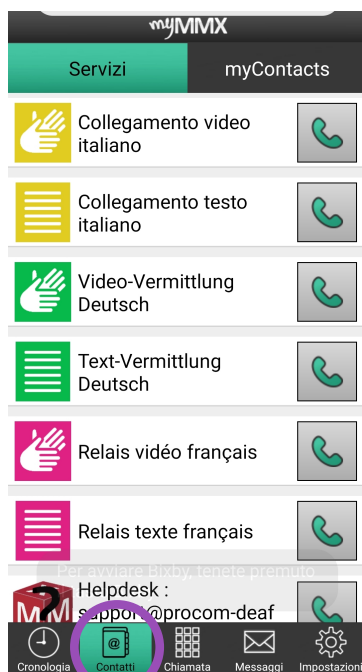 myMMX
Servizi
myContacts
Collegamento video
italiano
Collegamento testo
italiano
Video-Vermittlung
Deutsch
Text-Vermittlung
Deutsch
Relais vidéo français
Relais texte français
Per avviare Bixby, tenete premuto
Helpdesk :
support@procom-deaf
MM
?
@
Cronologia
Contatti
Chiamata
Messaggi
Impostazioni